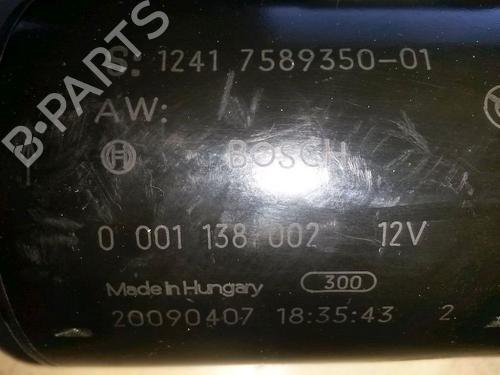 B-PARTS
S: 1241 7589350-01
AW:
BOSCH
0 001 138 002 12V
Made in Hungary 300
20090407 18:35:43 2